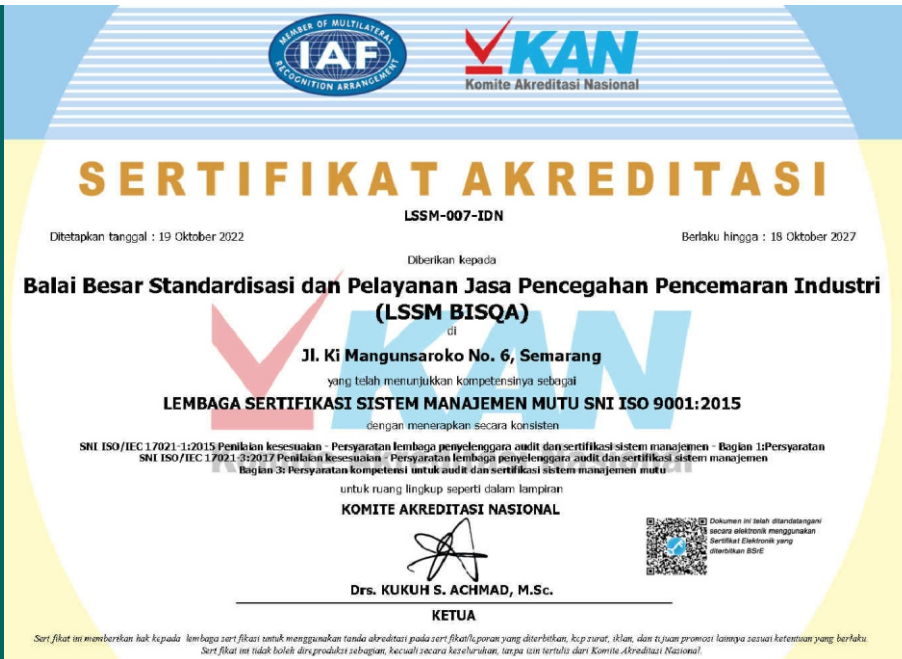 MEMBER OF MULTILATERAL
IAF
RECOGNITION ARRANGEMENT
KAN
Komite Akreditasi Nasional
SERTIFIKAT AKREDITASI
LSSM-007-IDN
Ditetapkan tanggal : 19 Oktober 2022
Berlaku hingga : 18 Oktober 2027
Diberikan kepada
Balai Besar Standardisasi dan Pelayanan Jasa Pencegahan Pencemaran Industri
(LSSM BISQA)
di
Jl. Ki Mangunsaroko No. 6, Semarang
yang telah menunjukkan kompetensinya sebagai
LEMBAGA SERTIFIKASI SISTEM MANAJEMEN MUTU SNI ISO 9001:2015
dengan menerapkan secara konsisten
SNI ISO/IEC 17021-1:2015 Penilaian kesesuaian - Persyaratan lembaga penyelenggara audit dan sertifikasi sistem manajemen - Bagian 1:Persyaratan
SNI ISO/IEC 17021-3:2017 Penilaian kesesuaian - Persyaratan lembaga penyelenggara audit dan sertifikasi sistem manajemen
Bagian 3: Persyaratan kompetensi untuk audit dan sertifikasi sistem manajemen mutu
KAN
Komite Akreditasi Nasional
untuk ruang lingkup seperti dalam lampiran
KOMITE AKREDITASI NASIONAL
Dokumen ini telah ditandatangani
secara elektronik menggunakan
Sertifikat Elektronik yang
diterbitkan BSrE
Drs. KUKUH S. ACHMAD, M.Sc.
KETUA
Sertifikat ini memberikan hak kepada lembaga sertifikasi untuk menggunakan tanda akreditasi pada sertifikat/laporan yang diterbitkan, kop surat, iklan, dan tujuan promosi lainnya sesuai ketentuan yang berlaku.
Sertifikat ini tidak boleh direproduksi sebagian, kecuali secara keseluruhan, tanpa izin tertulis dari Komite Akreditasi Nasional.